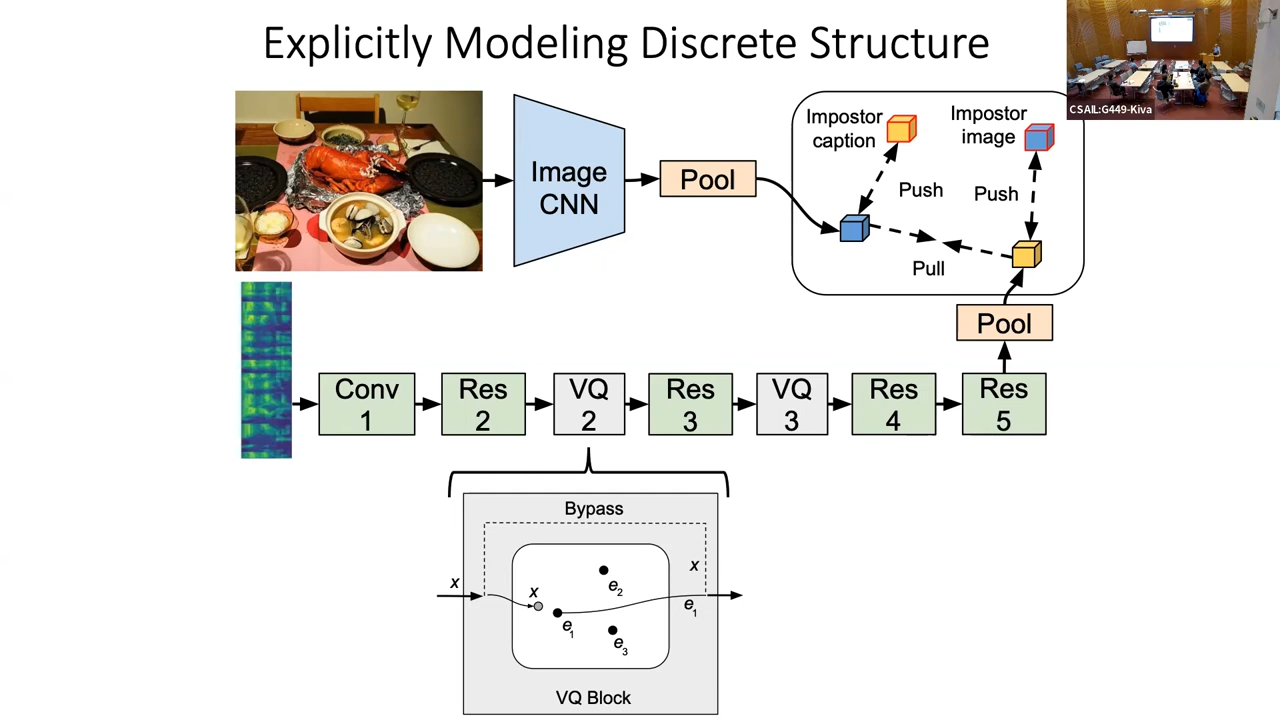 Explicitly Modeling Discrete Structure
CSAIL:G449-Kiva
Image
CNN
Pool
Impostor
caption
Impostor
image
Push
Push
Pull
Pool
Conv
1
Res
2
VQ
2
Res
3
VQ
3
Res
4
Res
5
Bypass
x
x
x
e1
e2
e3
e1
VQ Block